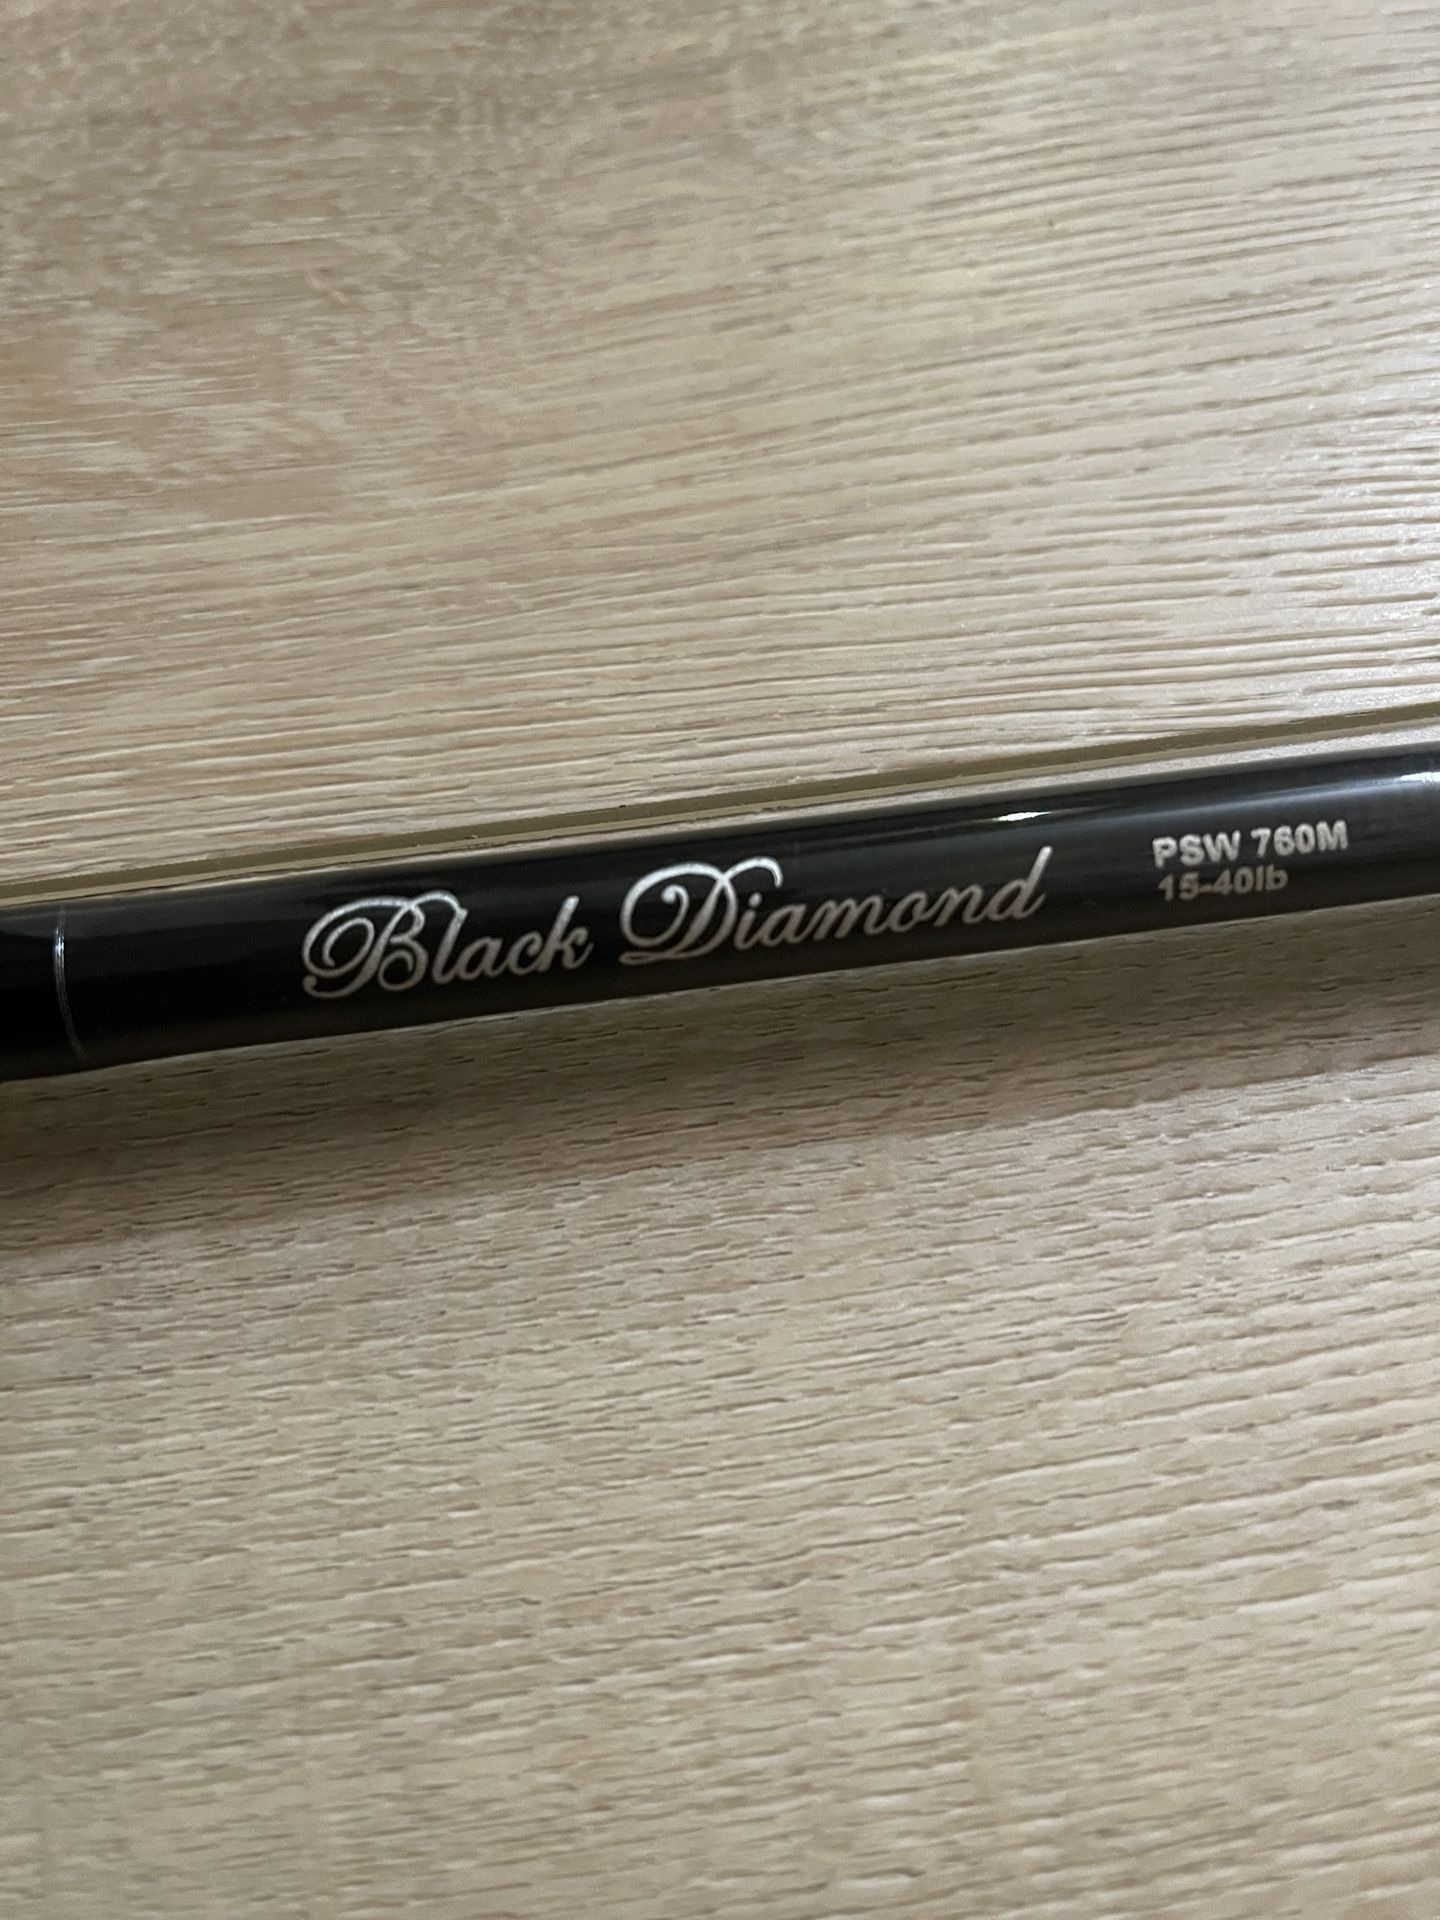 Black Diamond
PSW 760M
15-40lb